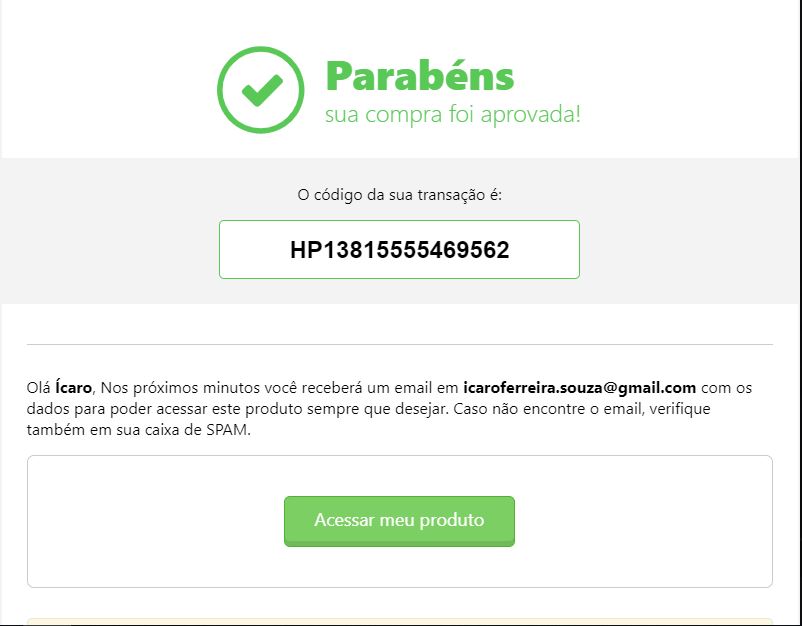 Parabéns
sua compra foi aprovada!
O código da sua transação é:
HP13815555469562
Olá Ícaro, Nos próximos minutos você receberá um email em icaroferreira.souza@gmail.com com os
dados para poder acessar este produto sempre que desejar. Caso não encontre o email, verifique
também em sua caixa de SPAM.
Acessar meu produto